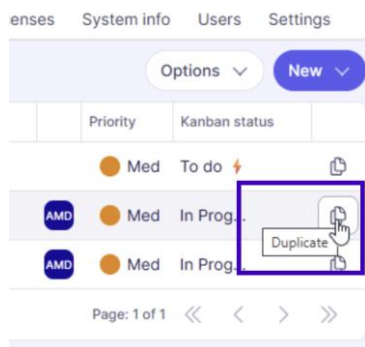 enses System info Users Settings
Options New
Priority Kanban status
Med To do
AMD Med In Prog...
Duplicate
AMD Med In Prog...
Page: 1 of 1